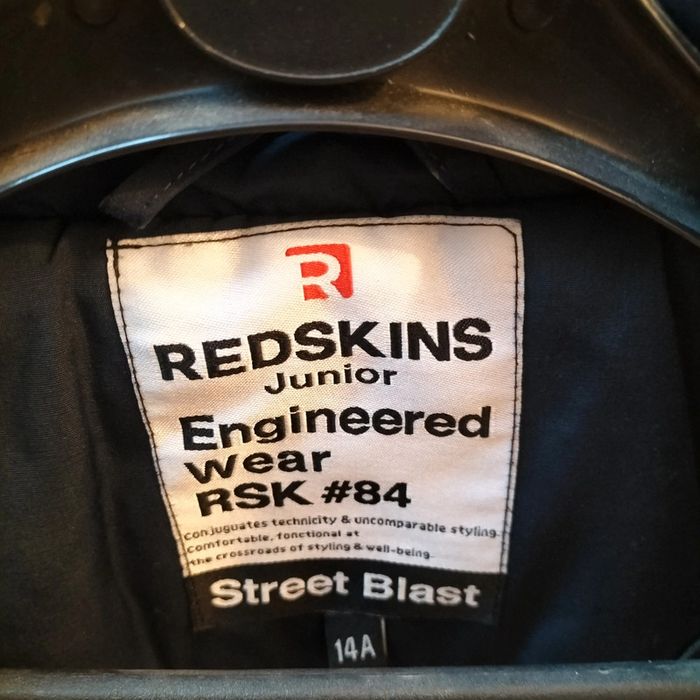 R
REDSKINS
Junior
Engineered
Wear
RSK #84
Conjuguates technicity & uncomparable styling.
Comfortable, fonctional at
the crossroads of styling & well-being.
Street Blast
14A